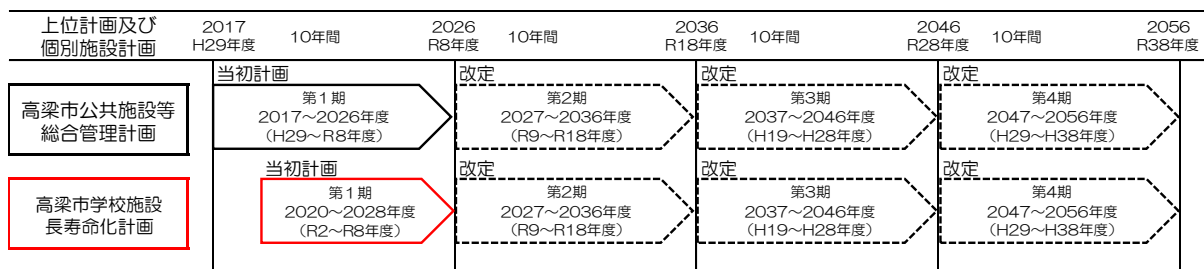 上位計画及び
個別施設計画
2017
H29年度
10年間
2026
R8年度
10年間
2036
R18年度
10年間
2046
R28年度
10年間
2056
R38年度
高梁市公共施設等
総合管理計画
当初計画
第1期
2017～2026年度
（H29～R8年度）
改定
第2期
2027～2036年度
（R9～R18年度）
改定
第3期
2037～2046年度
（H19～H28年度）
改定
第4期
2047～2056年度
（H29～H38年度）
高梁市学校施設
長寿命化計画
当初計画
第1期
2020～2028年度
（R2～R8年度）
改定
第2期
2027～2036年度
（R9～R18年度）
改定
第3期
2037～2046年度
（H19～H28年度）
改定
第4期
2047～2056年度
（H29～H38年度）